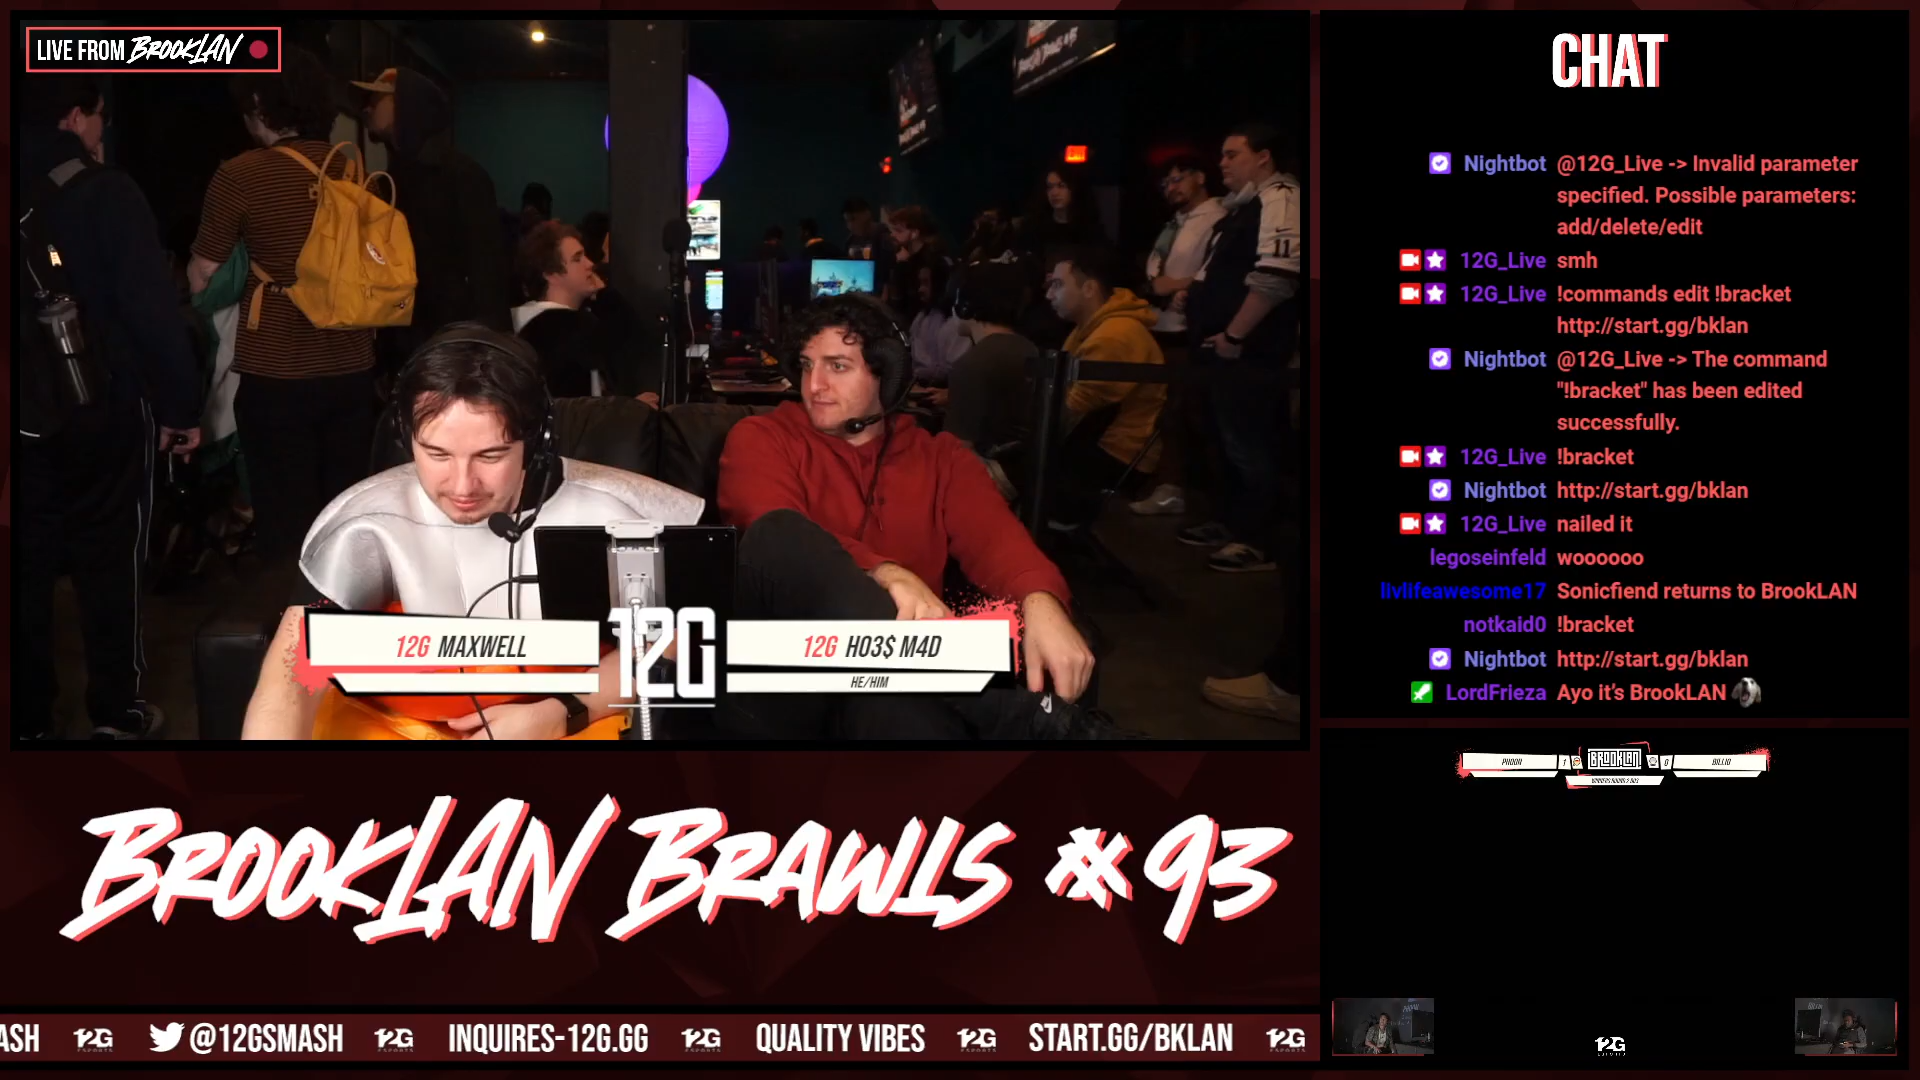 LIVE FROM BROOKLAN
11
12G MAXWELL
12G
12G HO3$ M4D
HE/HIM
BROOKLAN BRAWLS #93
ASH 12G @12GSMASH 12G INQUIRES-12G.GG 12G QUALITY VIBES 12G START.GG/BKLAN 12G
CHAT
Nightbot @12G_Live -> Invalid parameter
specified. Possible parameters:
add/delete/edit
12G_Live smh
12G_Live !commands edit !bracket
http://start.gg/bklan
Nightbot @12G_Live -> The command
"!bracket" has been edited
successfully.
12G_Live !bracket
Nightbot http://start.gg/bklan
12G_Live nailed it
legoseinfeld woooooo
livlifeawesome17 Sonicfiend returns to BrookLAN
notkaid0 !bracket
Nightbot http://start.gg/bklan
LordFrieza Ayo it's BrookLAN
1 BROOKLAN 0
12G